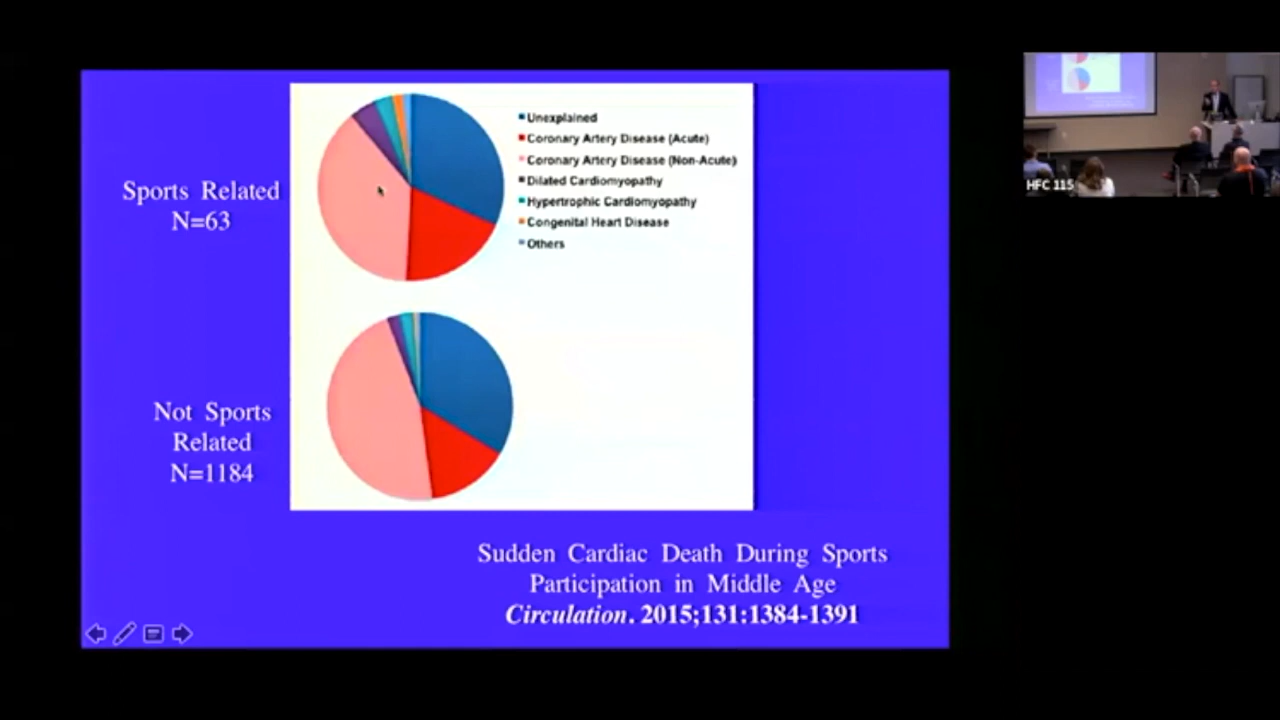 Sports Related
N=63
Unexplained
Coronary Artery Disease (Acute)
Coronary Artery Disease (Non-Acute)
Dilated Cardiomyopathy
Hypertrophic Cardiomyopathy
Congenital Heart Disease
Others
Not Sports
Related
N=1184
Sudden Cardiac Death During Sports
Participation in Middle Age
Circulation. 2015;131:1384-1391
HFC 115